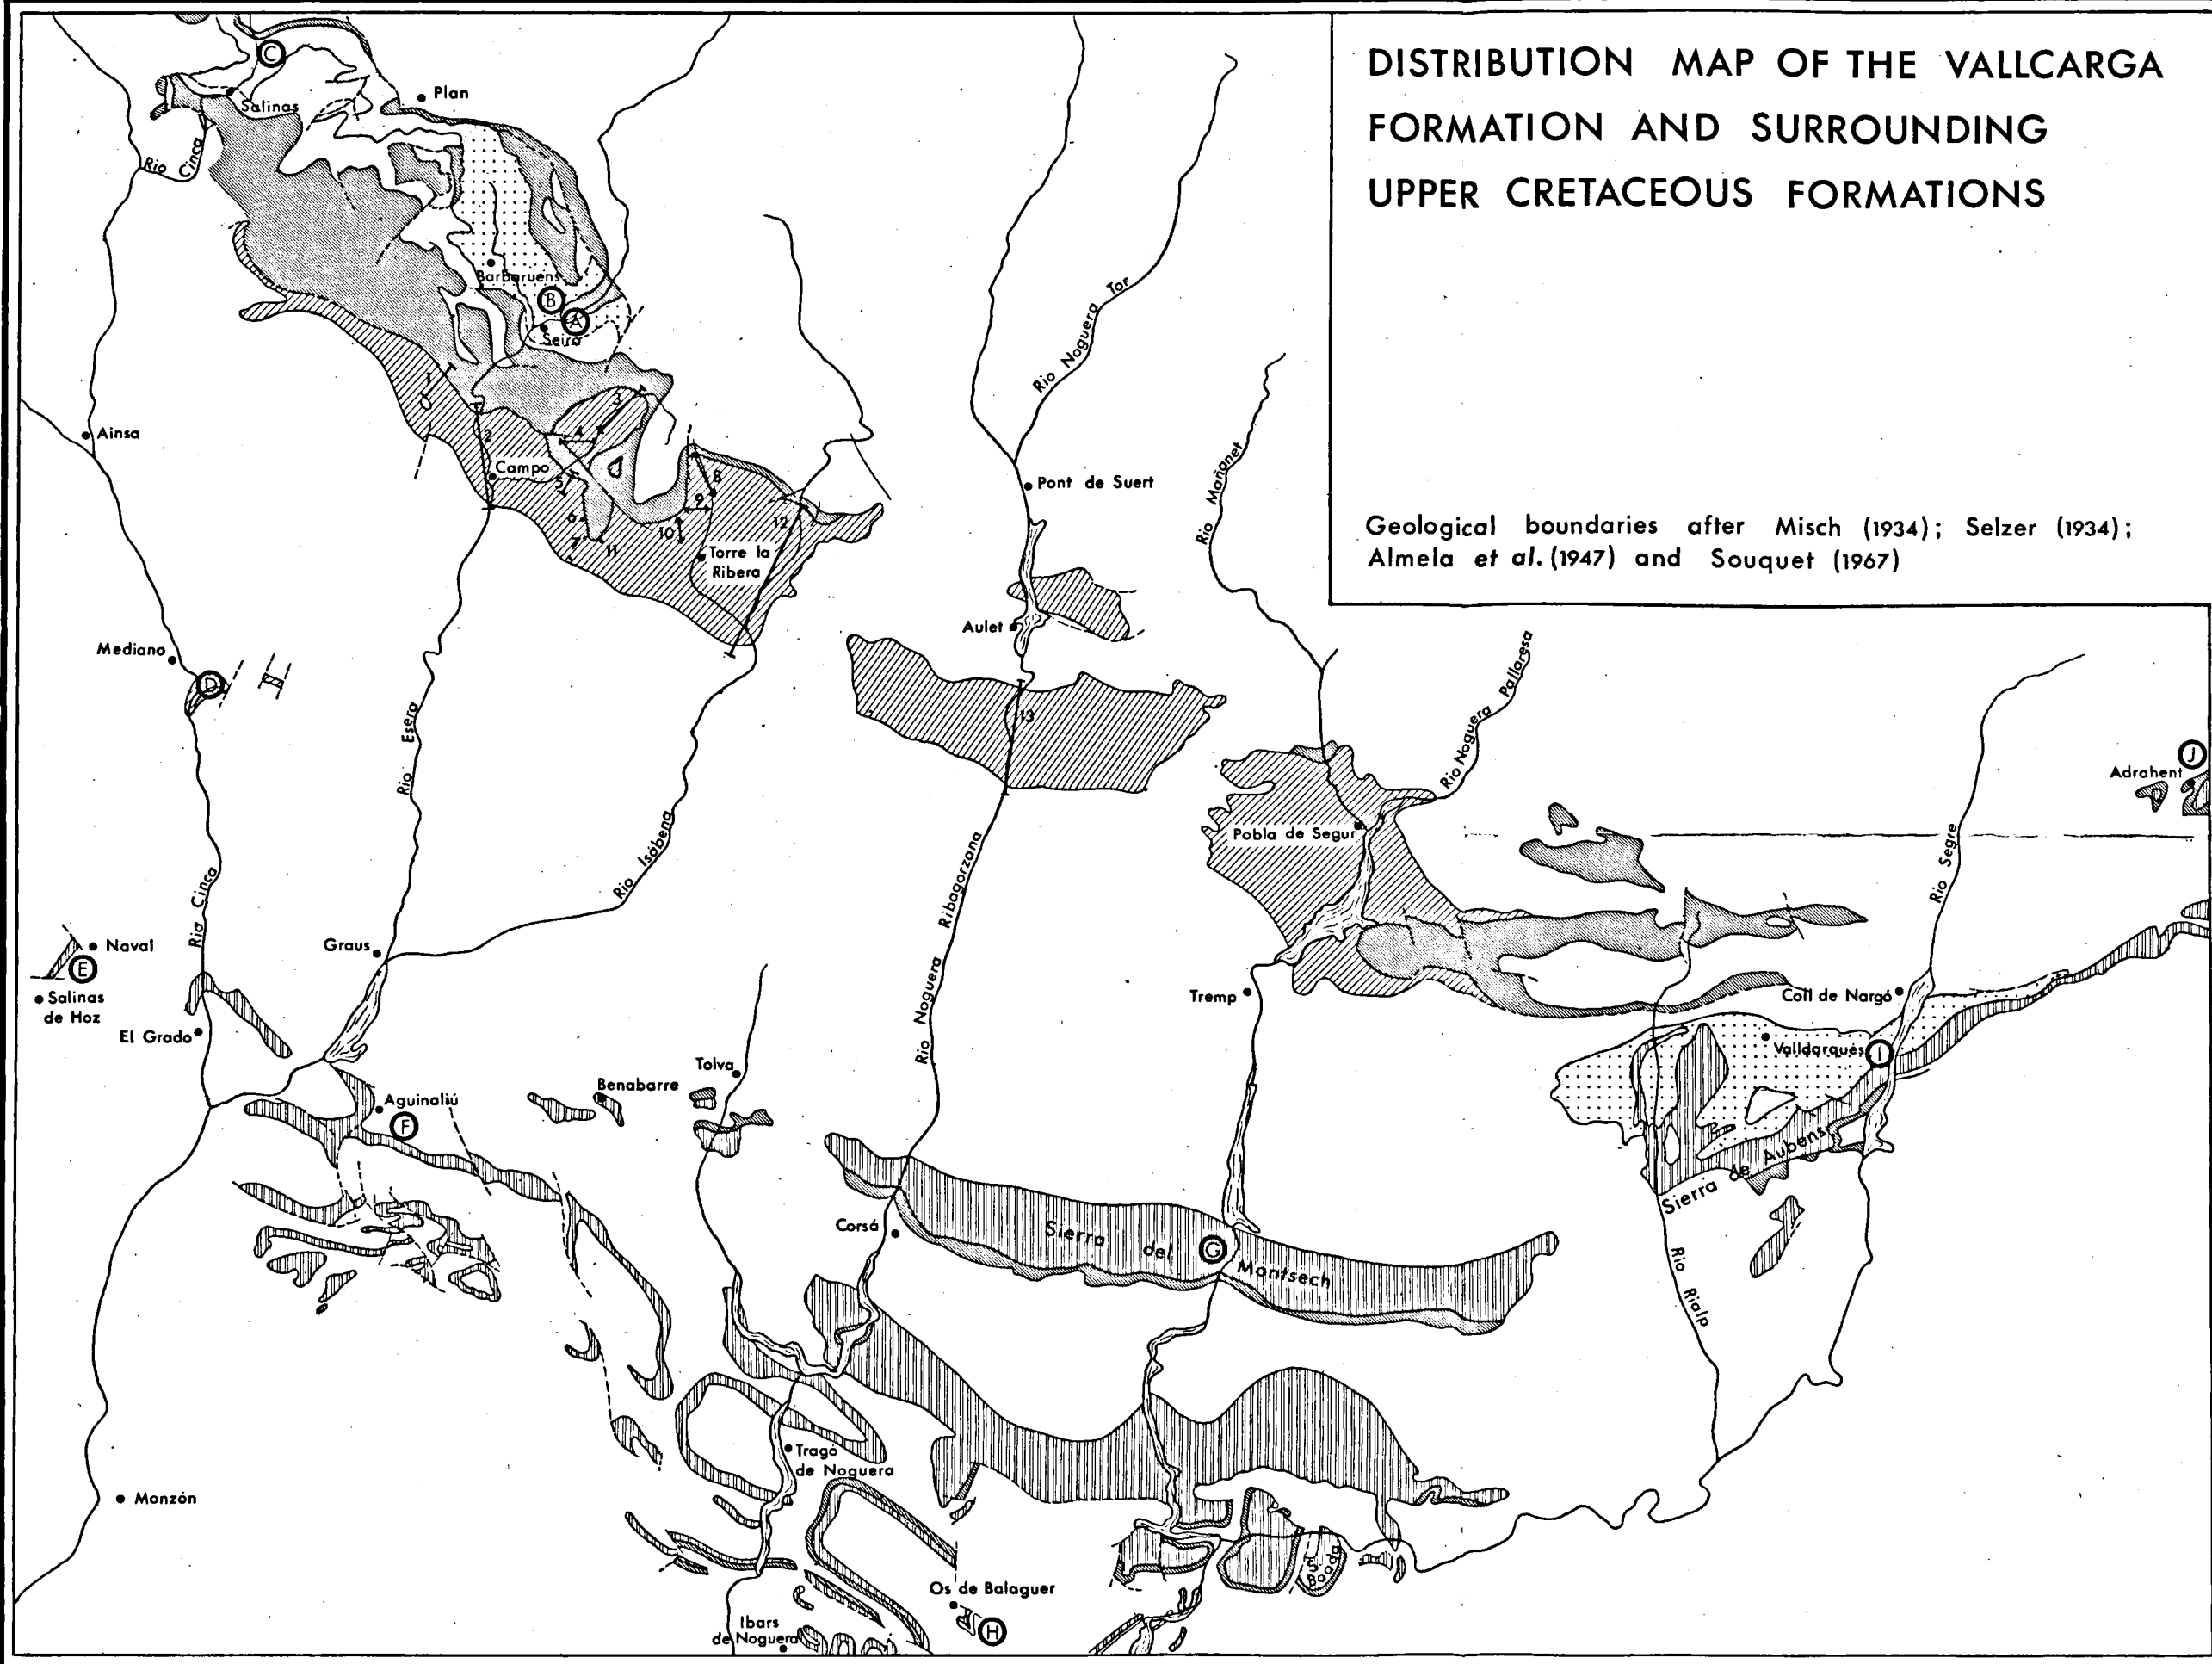 DISTRIBUTION MAP OF THE VALLCARGA
FORMATION AND SURROUNDING
UPPER CRETACEOUS FORMATIONS
Geological boundaries after Misch (1934); Selzer (1934);
Almela et al. (1947) and Souquet (1967)
C
Plan
Salinas
Rio Cinca
Barbaruens
B
A
Seira
Rio Noguera Tor
1
3
2
4
Ainsa
Campo
5
8
9
6
10
12
7
11
Torre la
Ribera
Pont de Suert
Rio Mañanet
Aulet
Mediano
D
Rio Esera
13
Rio Noguera Pallaresa
J
Adrahent
Pobla de Segur
Rio Isábena
Rio Cinca
Rio Noguera Ribagorzana
Rio Segre
Naval
E
Graus
Salinas
de Hoz
El Grado
Tremp
Coll de Nargó
Valldarques
I
Tolva
Benabarre
Aguinaliú
F
Sierra de Aubens
Corsá
Sierra del Montsech
G
Rio Rialp
Tragó
de Noguera
Monzón
Os de Balaguer
H
Ibars
de Noguera
S.
Boada